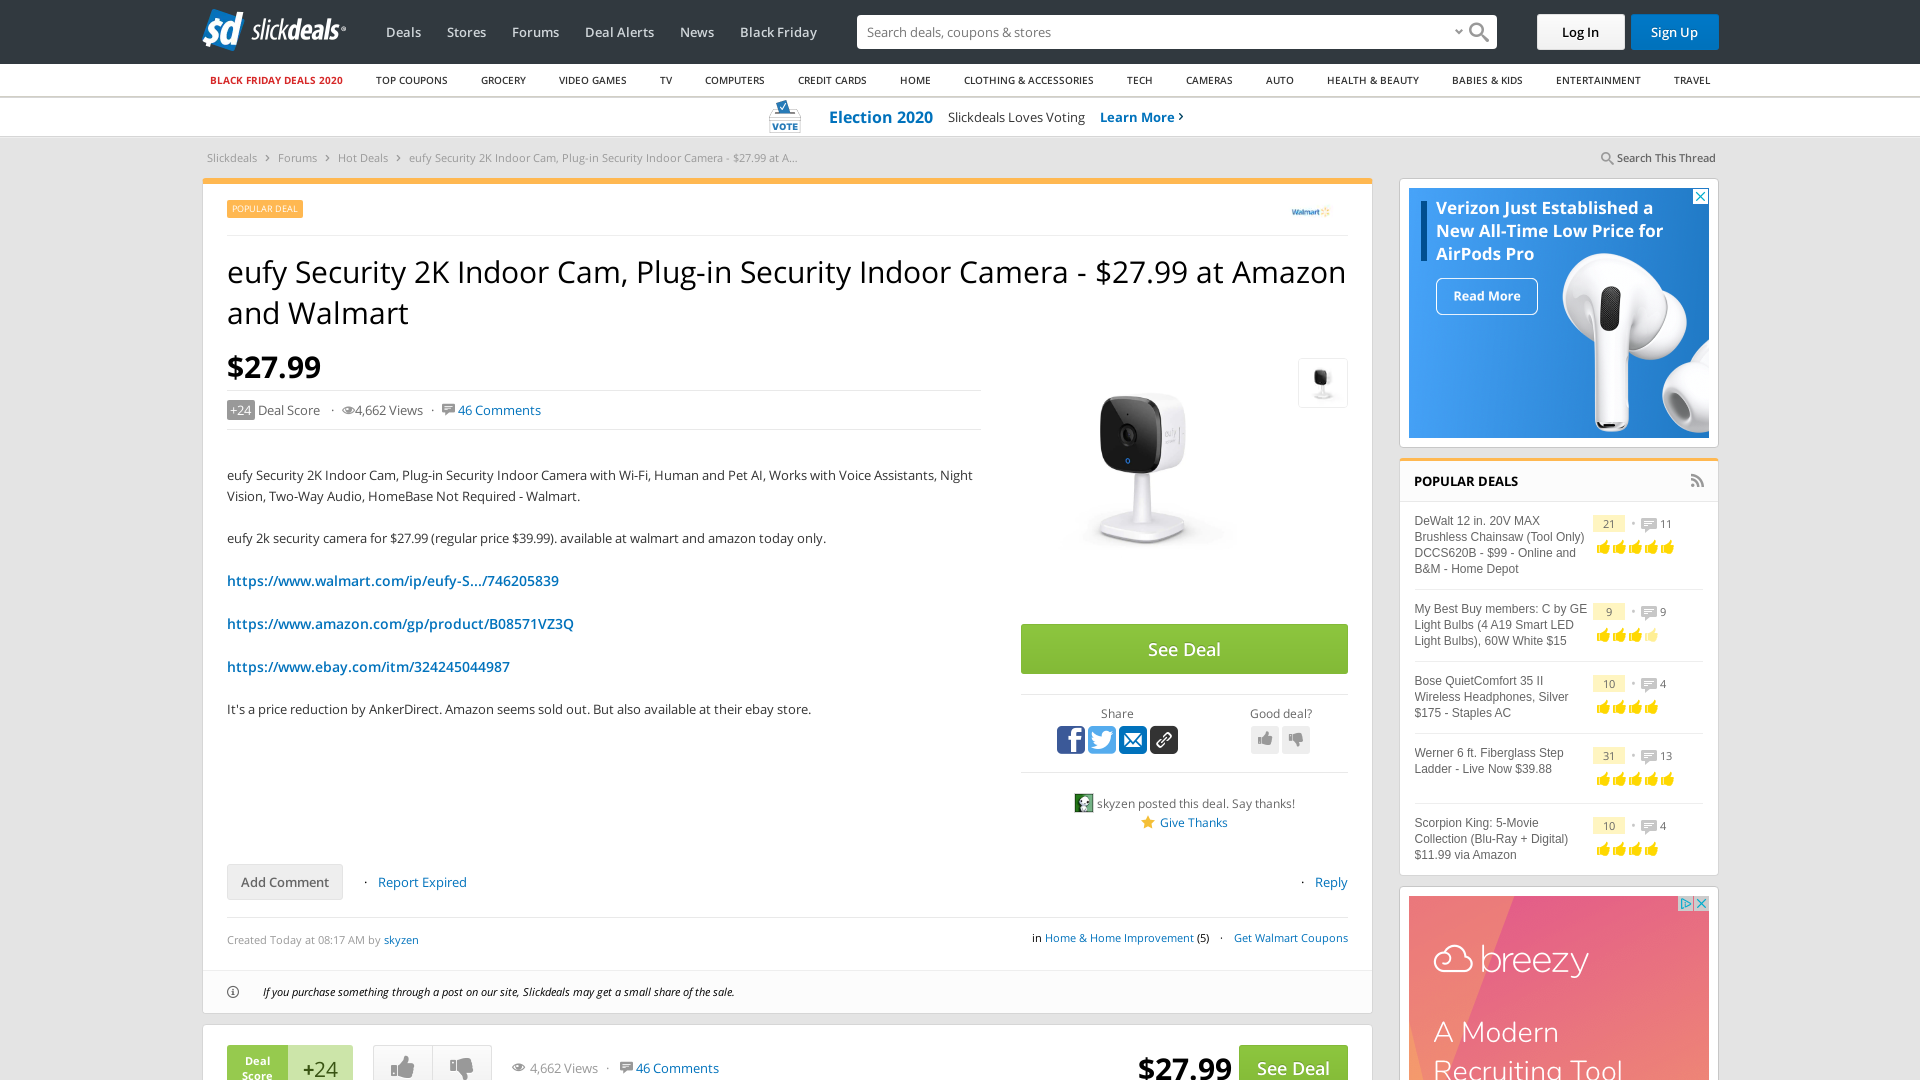 sd slickdeals
Deals Stores Forums Deal Alerts News Black Friday
Search deals, coupons & stores
Log In
Sign Up
BLACK FRIDAY DEALS 2020 TOP COUPONS GROCERY VIDEO GAMES TV COMPUTERS CREDIT CARDS HOME CLOTHING & ACCESSORIES TECH CAMERAS AUTO HEALTH & BEAUTY BABIES & KIDS ENTERTAINMENT TRAVEL
VOTE Election 2020 Slickdeals Loves Voting Learn More
Slickdeals > Forums > Hot Deals > eufy Security 2K Indoor Cam, Plug-in Security Indoor Camera - $27.99 at A...
Search This Thread
POPULAR DEAL
Walmart
eufy Security 2K Indoor Cam, Plug-in Security Indoor Camera - $27.99 at Amazon
and Walmart
$27.99
+24 Deal Score · 4,662 Views · 46 Comments
eufy Security 2K Indoor Cam, Plug-in Security Indoor Camera with Wi-Fi, Human and Pet AI, Works with Voice Assistants, Night
Vision, Two-Way Audio, HomeBase Not Required - Walmart.
eufy 2k security camera for $27.99 (regular price $39.99). available at walmart and amazon today only.
https://www.walmart.com/ip/eufy-S.../746205839
https://www.amazon.com/gp/product/B08571VZ3Q
https://www.ebay.com/itm/324245044987
It's a price reduction by AnkerDirect. Amazon seems sold out. But also available at their ebay store.
eufy
See Deal
Share
Good deal?
skyzen posted this deal. Say thanks!
Give Thanks
Add Comment · Report Expired
· Reply
Created Today at 08:17 AM by skyzen
in Home & Home Improvement (5) · Get Walmart Coupons
If you purchase something through a post on our site, Slickdeals may get a small share of the sale.
Deal
Score
+24
4,662 Views · 46 Comments
$27.99
See Deal
Verizon Just Established a
New All-Time Low Price for
AirPods Pro
Read More
POPULAR DEALS
DeWalt 12 in. 20V MAX
Brushless Chainsaw (Tool Only)
DCCS620B - $99 - Online and
B&M - Home Depot
21 • 11
My Best Buy members: C by GE
Light Bulbs (4 A19 Smart LED
Light Bulbs), 60W White $15
9 • 9
Bose QuietComfort 35 II
Wireless Headphones, Silver
$175 - Staples AC
10 • 4
Werner 6 ft. Fiberglass Step
Ladder - Live Now $39.88
31 • 13
Scorpion King: 5-Movie
Collection (Blu-Ray + Digital)
$11.99 via Amazon
10 • 4
breezy
A Modern
Recruiting Tool